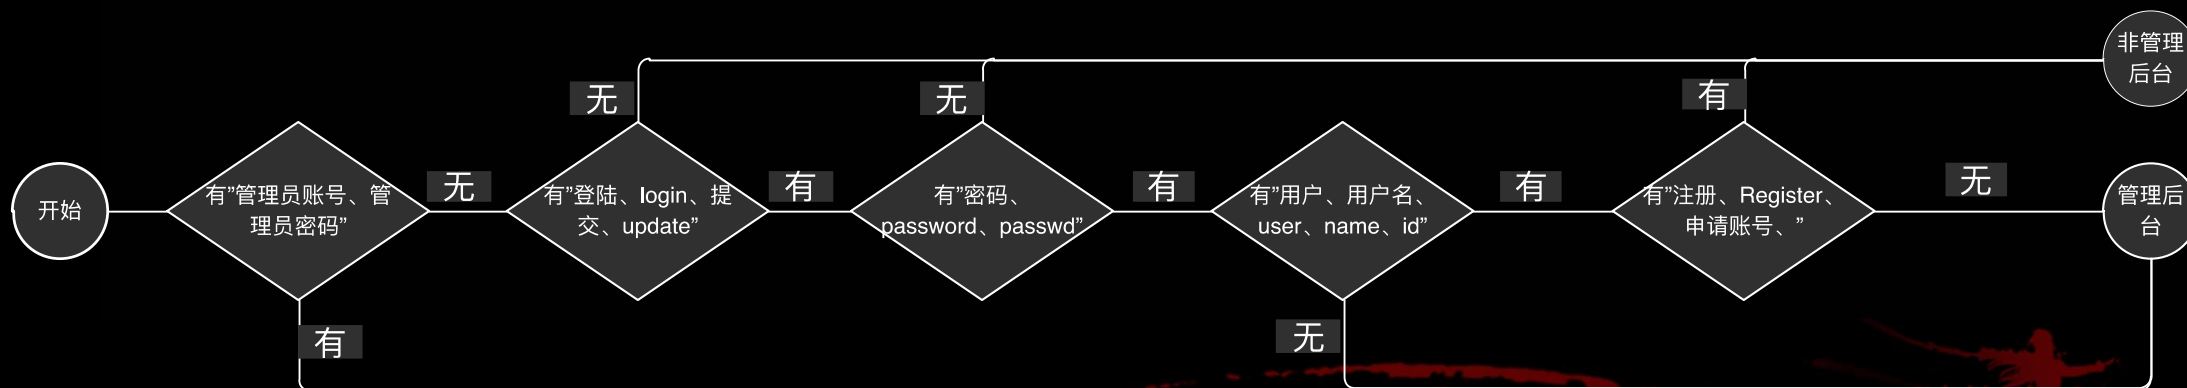 非管理
后台
无
无
有
开始
有”管理员账号、管
理员密码”
无
有”登陆、login、提
交、update”
有
有”密码、
password、passwd”
有
有”用户、用户名、
user、name、id”
有
有”注册、Register、
申请账号、”
无
管理后
台
有
无